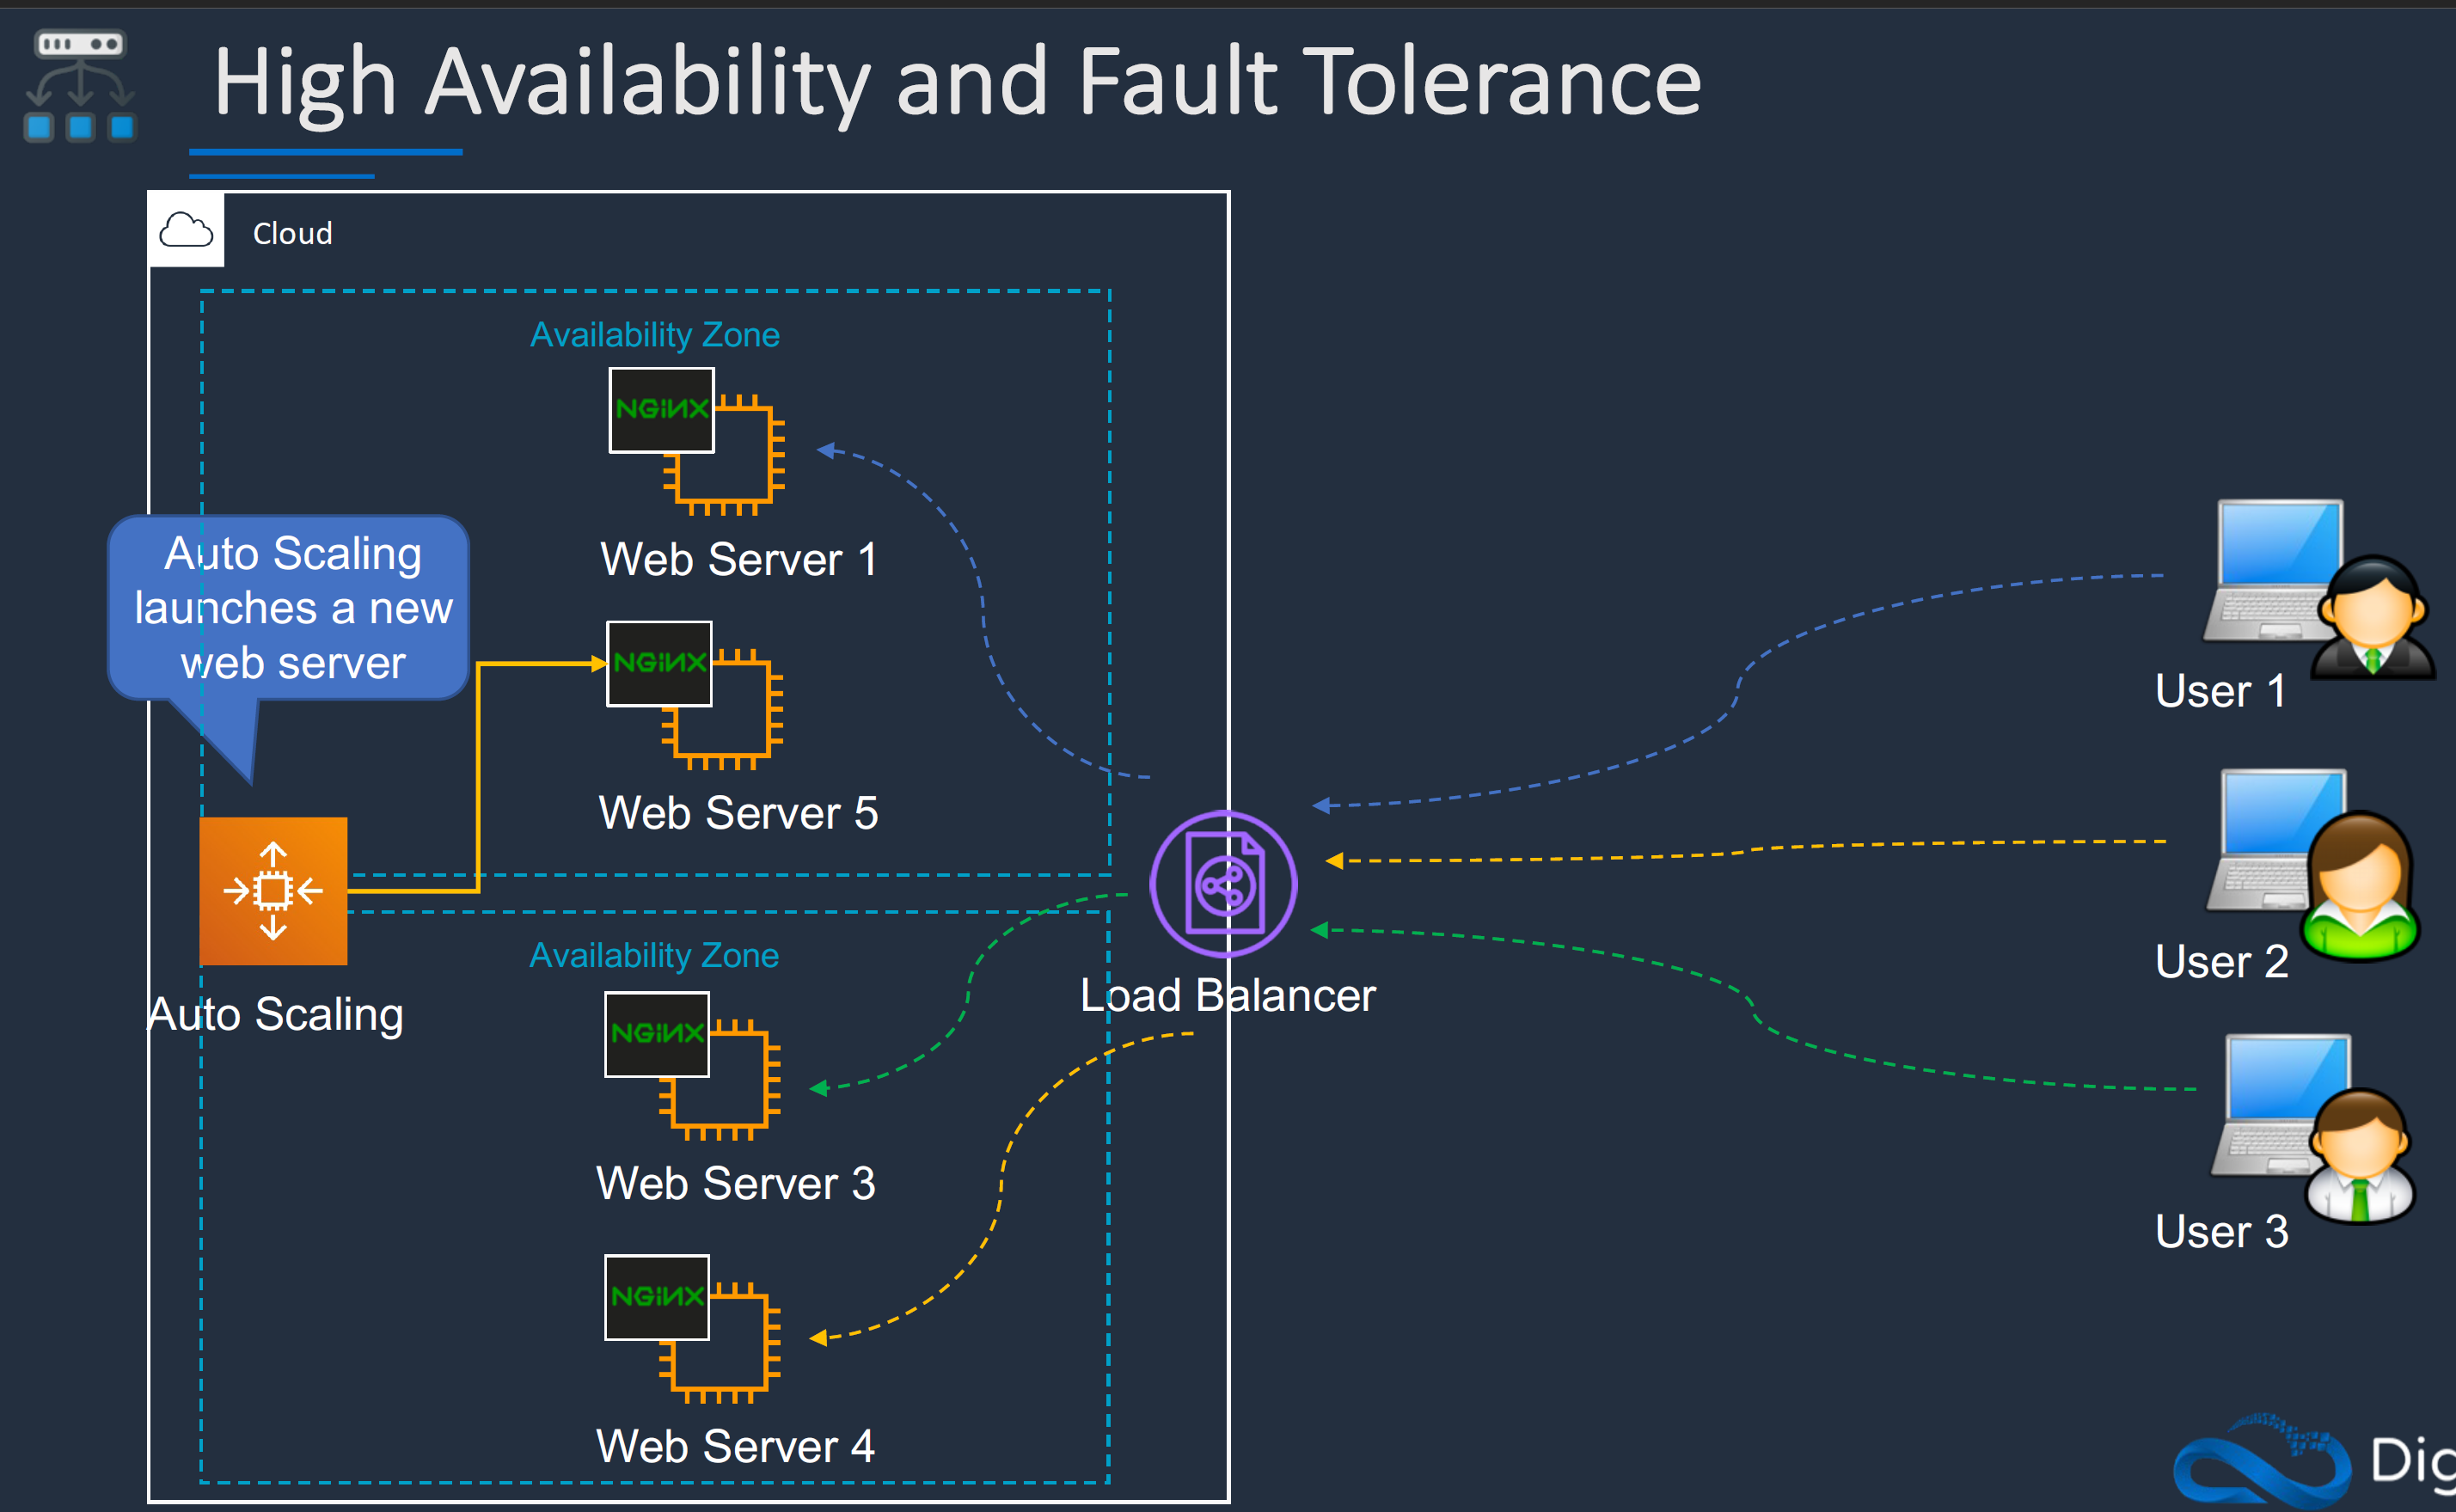 High Availability and Fault Tolerance
Cloud
Availability Zone
NGINX
Web Server 1
Auto Scaling
launches a new
web server
NGINX
Web Server 5
Auto Scaling
Availability Zone
NGINX
Web Server 3
NGINX
Web Server 4
Load Balancer
User 1
User 2
User 3
Dig